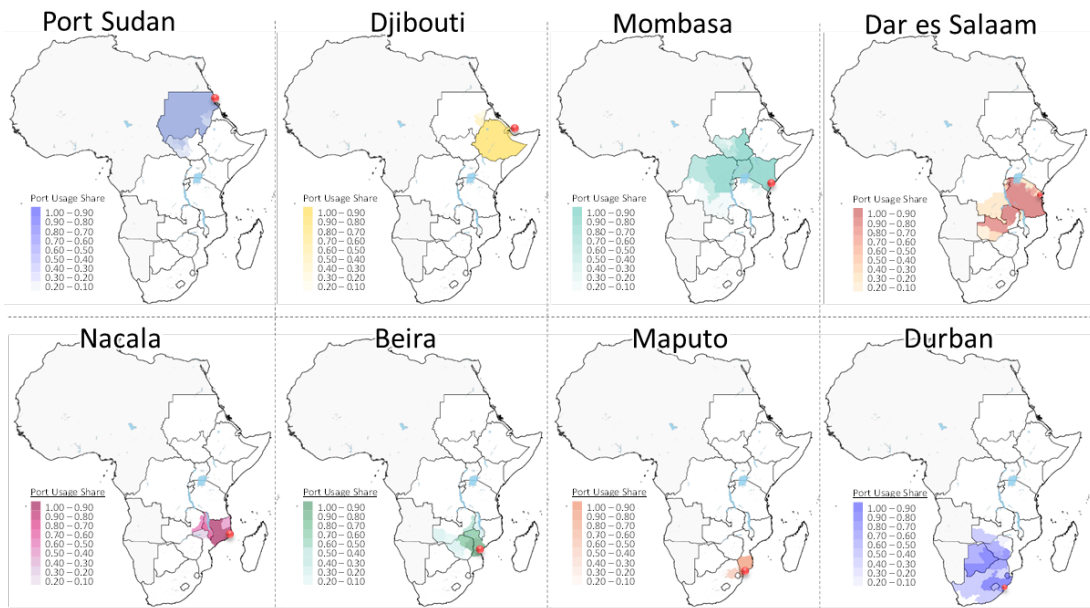 Port Sudan
Port Usage Share
1.00 – 0.90
0.90 – 0.80
0.80 – 0.70
0.70 – 0.60
0.60 – 0.50
0.50 – 0.40
0.40 – 0.30
0.30 – 0.20
0.20 – 0.10
Djibouti
Port Usage Share
1.00 – 0.90
0.90 – 0.80
0.80 – 0.70
0.70 – 0.60
0.60 – 0.50
0.50 – 0.40
0.40 – 0.30
0.30 – 0.20
0.20 – 0.10
Mombasa
Port Usage Share
1.00 – 0.90
0.90 – 0.80
0.80 – 0.70
0.70 – 0.60
0.60 – 0.50
0.50 – 0.40
0.40 – 0.30
0.30 – 0.20
0.20 – 0.10
Dar es Salaam
Port Usage Share
1.00 – 0.90
0.90 – 0.80
0.80 – 0.70
0.70 – 0.60
0.60 – 0.50
0.50 – 0.40
0.40 – 0.30
0.30 – 0.20
0.20 – 0.10
Nacala
Port Usage Share
1.00 – 0.90
0.90 – 0.80
0.80 – 0.70
0.70 – 0.60
0.60 – 0.50
0.50 – 0.40
0.40 – 0.30
0.30 – 0.20
0.20 – 0.10
Beira
Port Usage Share
1.00 – 0.90
0.90 – 0.80
0.80 – 0.70
0.70 – 0.60
0.60 – 0.50
0.50 – 0.40
0.40 – 0.30
0.30 – 0.20
0.20 – 0.10
Maputo
Port Usage Share
1.00 – 0.90
0.90 – 0.80
0.80 – 0.70
0.70 – 0.60
0.60 – 0.50
0.50 – 0.40
0.40 – 0.30
0.30 – 0.20
0.20 – 0.10
Durban
Port Usage Share
1.00 – 0.90
0.90 – 0.80
0.80 – 0.70
0.70 – 0.60
0.60 – 0.50
0.50 – 0.40
0.40 – 0.30
0.30 – 0.20
0.20 – 0.10